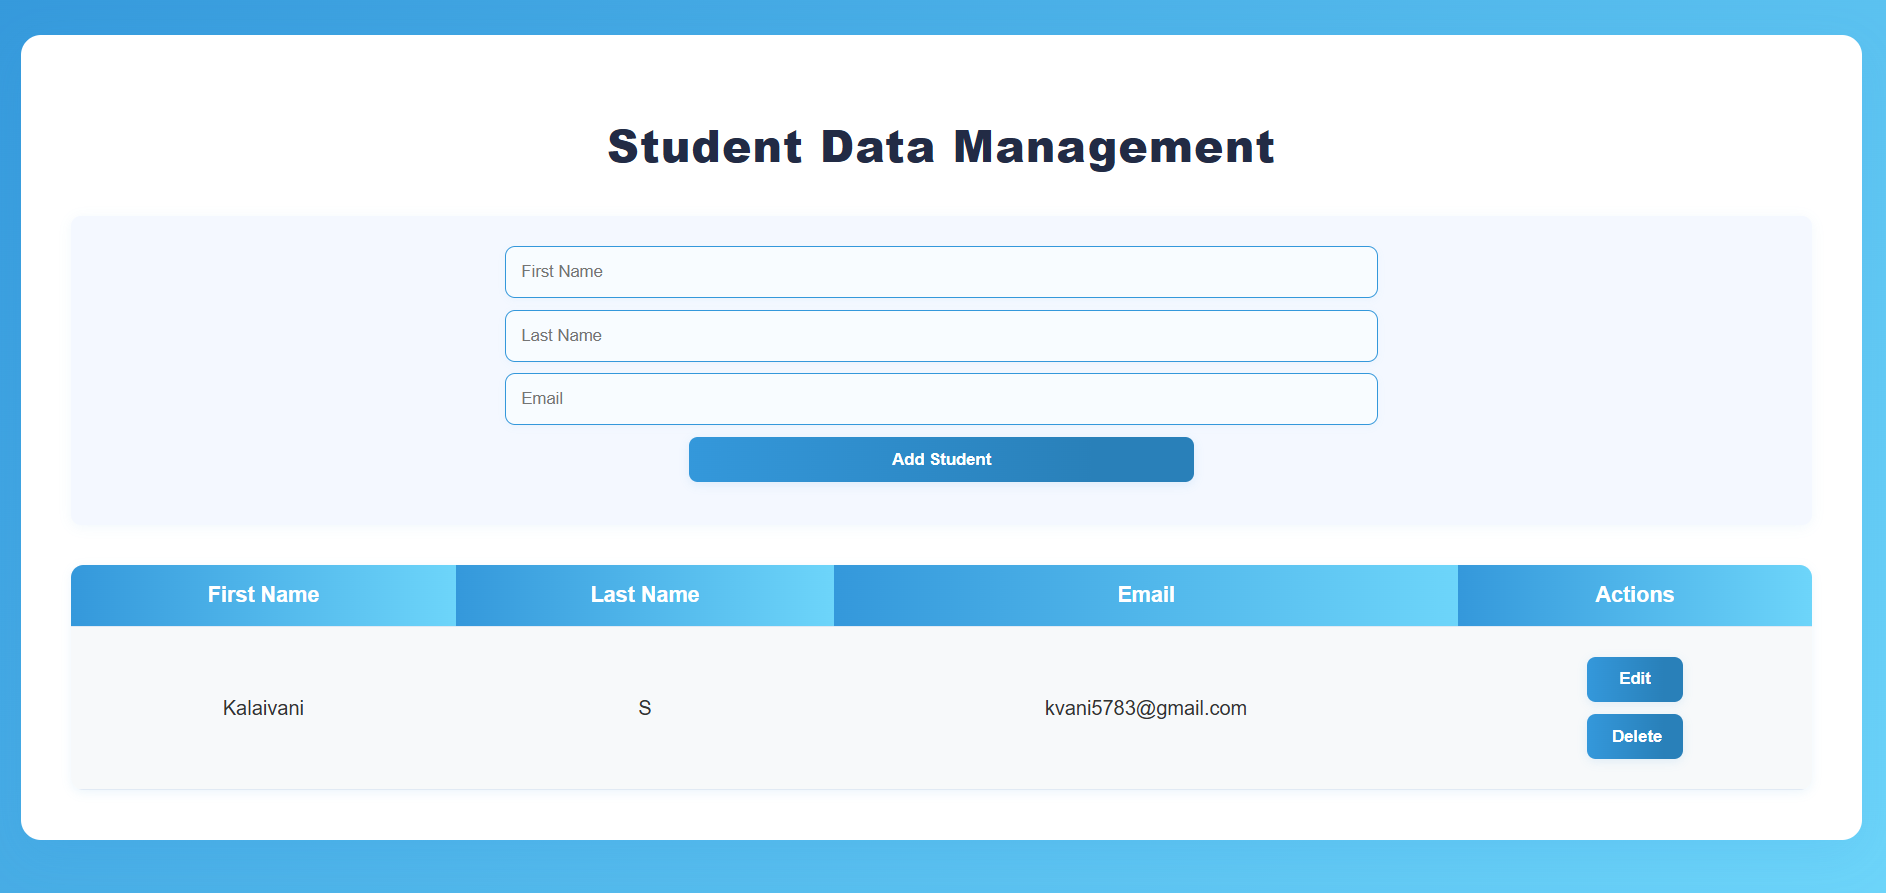 Student Data Management
First Name
Last Name
Email
Add Student
First Name Last Name Email Actions
Kalaivani S kvani5783@gmail.com
Edit
Delete